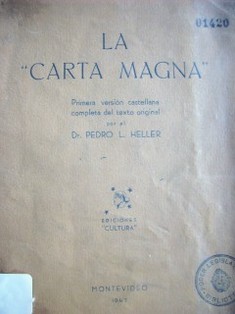 01420
LA
"CARTA MAGNA"
Primera versión castellana
completa del texto original
por el
Dr. PEDRO L. HELLER
EDICIONES
"CULTURA"
MONTEVIDEO